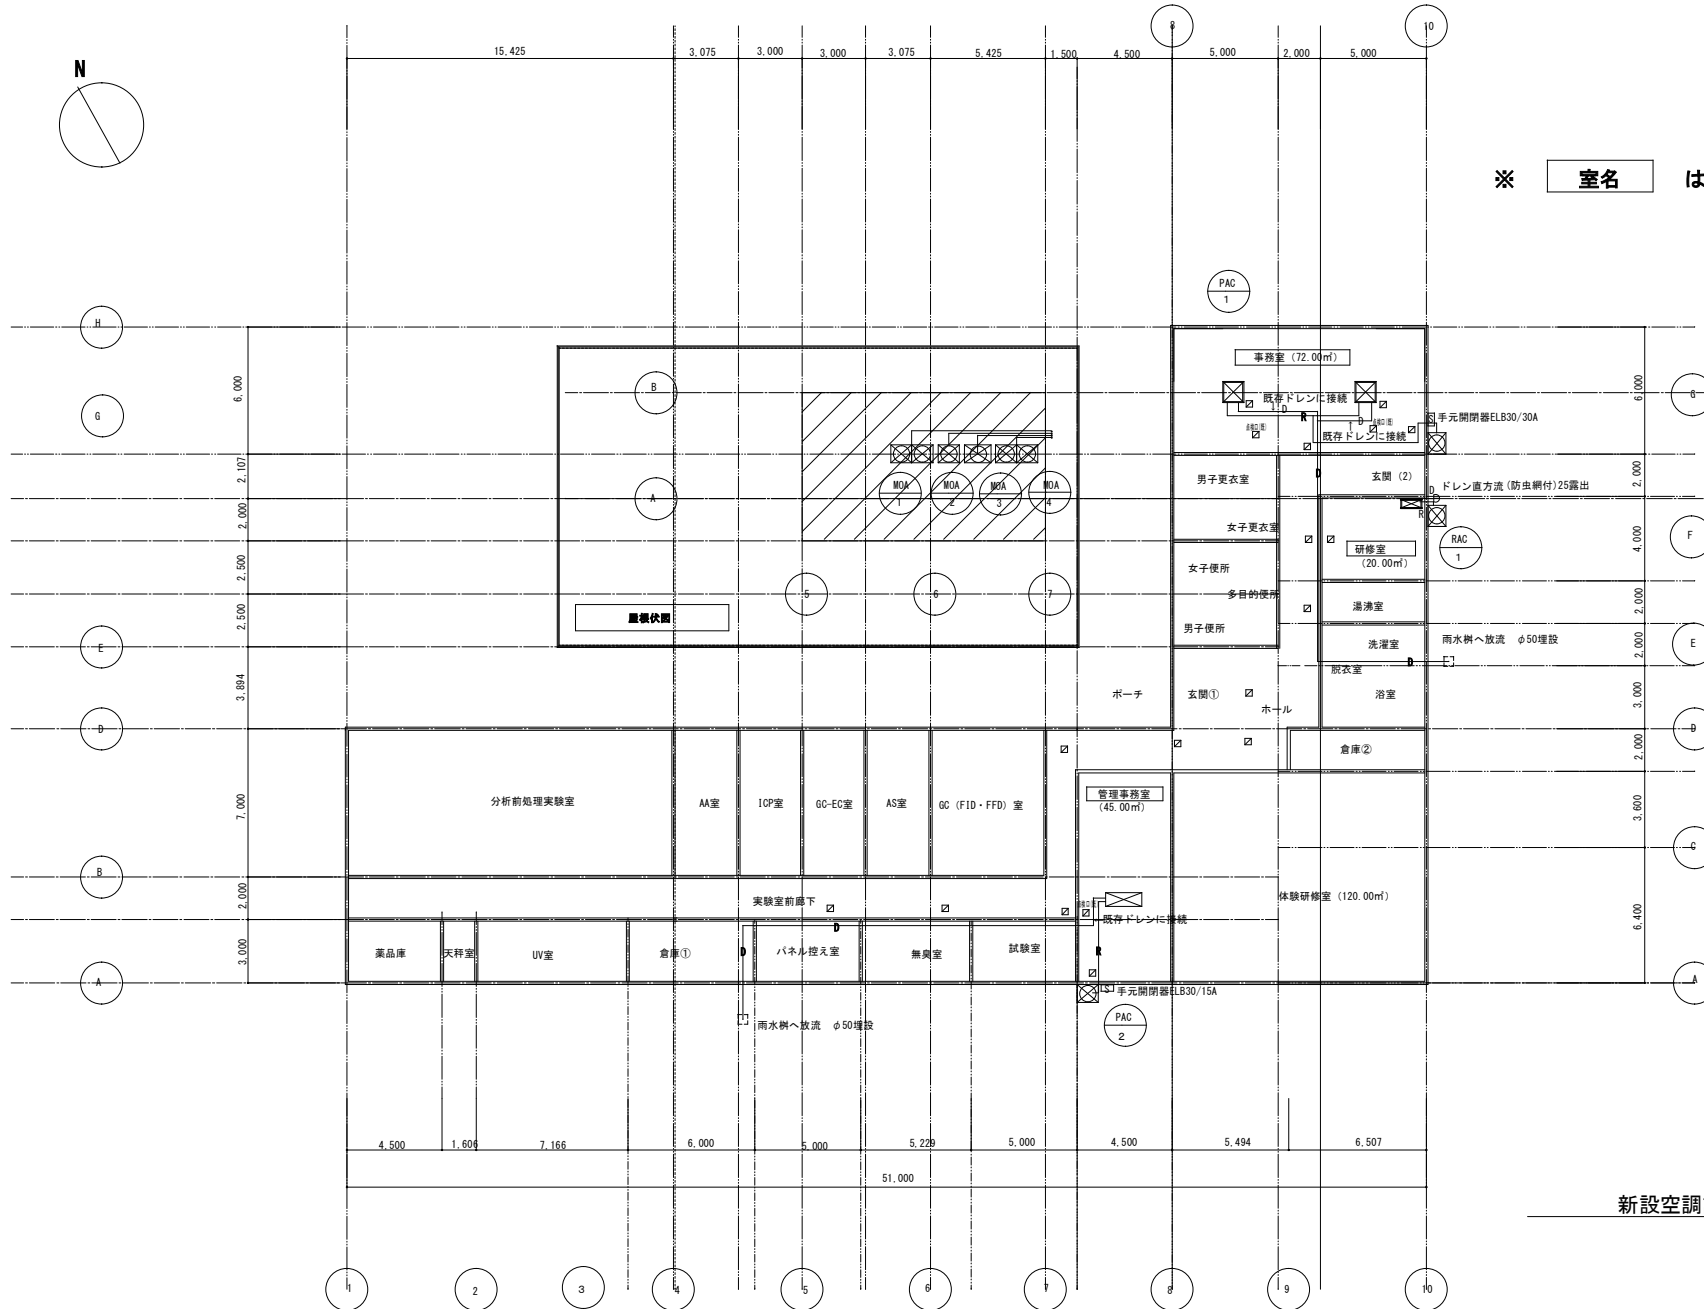 8
10
15,425
3,075
3,000
3,000
3,075
5,425
1,500
4,500
5,000
2,000
5,000
N
※ 室名 は
PAC
1
H
事務室 (72.00㎡)
B
G
G
6,000
6,000
既存ドレンに接続
D
R
D
手元開閉器ELB30/30A
既存ドレンに接続
2,107
男子更衣室
D
玄関 (2)
2,000
MOA
1
MOA
2
MOA
3
MOA
4
A
D
ドレン直方流(防虫網付)25露出
R
2,000
女子更衣室
F
研修室
(20.00㎡)
RAC
1
4,000
2,500
女子便所
多目的便所
5
6
7
湯沸室
2,000
2,500
屋根伏図
男子便所
洗濯室
雨水桝へ放流 φ50埋設
E
E
2,000
D
脱衣室
3,894
ポーチ
玄関①
浴室
3,000
ホール
D
D
倉庫②
2,000
分析前処理実験室
AA室
ICP室
GC-EC室
AS室
GC (FID・FFD) 室
管理事務室
(45.00㎡)
7,000
3,600
C
B
2,000
実験室前廊下
体験研修室 (120.00㎡)
既存ドレンに接続
D
6,400
薬品庫
天秤室
UV室
倉庫①
D
パネル控え室
無臭室
試験室
R
3,000
A
A
S
手元開閉器ELB30/15A
雨水桝へ放流 φ50埋設
PAC
2
4,500
1,606
7,166
6,000
5,000
5,229
5,000
4,500
5,494
6,507
51,000
新設空調
1
2
3
4
5
6
7
8
9
10